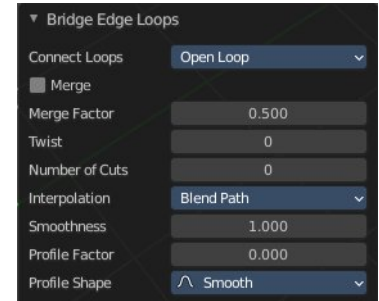 Bridge Edge Loops
Connect Loops Open Loop
Merge
Merge Factor 0.500
Twist 0
Number of Cuts 0
Interpolation Blend Path
Smoothness 1.000
Profile Factor 0.000
Profile Shape Smooth